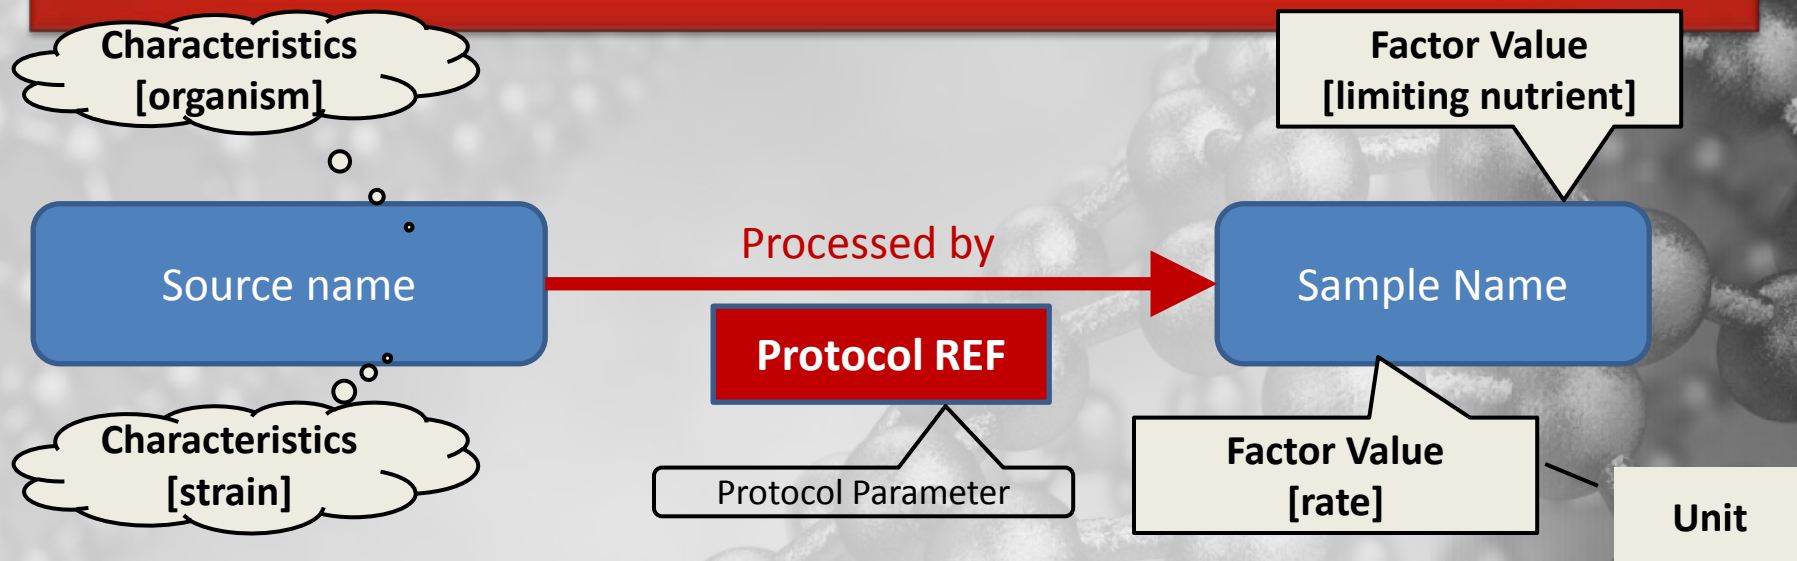 Characteristics
[organism]
Factor Value
[limiting nutrient]
Source name
Processed by
Protocol REF
Sample Name
Characteristics
[strain]
Protocol Parameter
Factor Value
[rate]
Unit